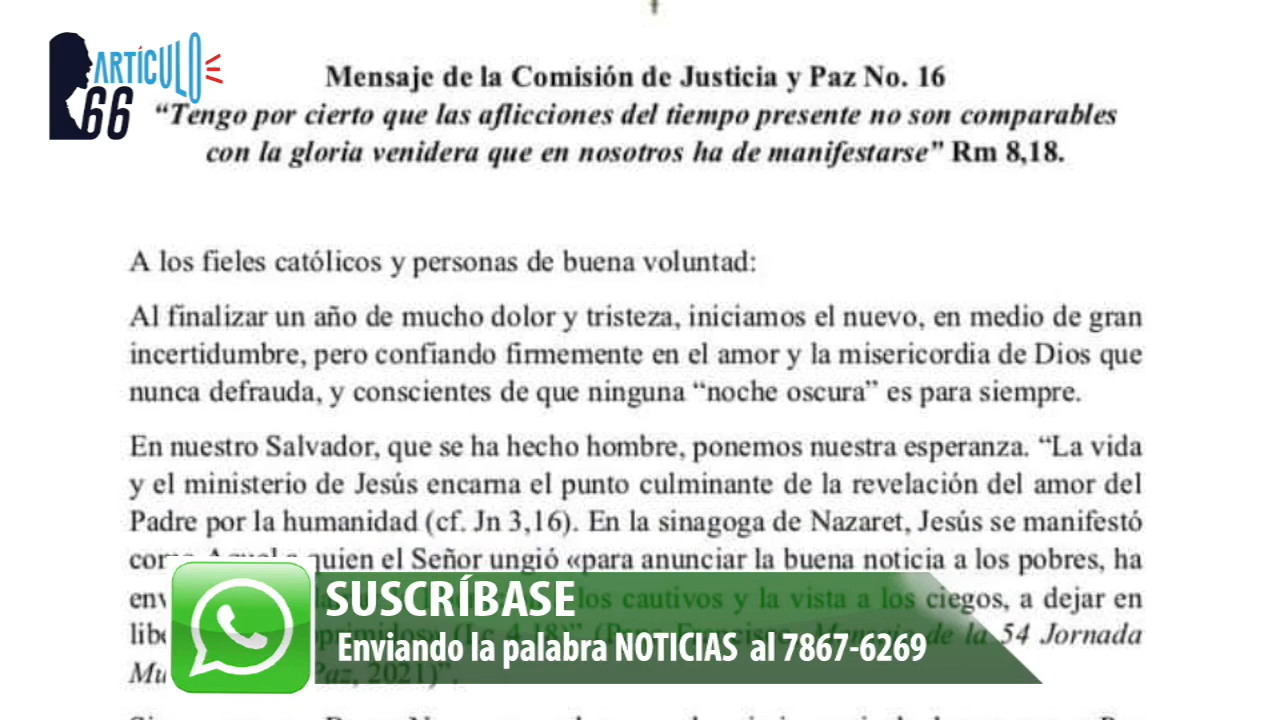 ARTÍCULO
66
Mensaje de la Comisión de Justicia y Paz No. 16
“Tengo por cierto que las aflicciones del tiempo presente no son comparables
con la gloria venidera que en nosotros ha de manifestarse” Rm 8,18.
A los fieles católicos y personas de buena voluntad:
Al finalizar un año de mucho dolor y tristeza, iniciamos el nuevo, en medio de gran
incertidumbre, pero confiando firmemente en el amor y la misericordia de Dios que
nunca defrauda, y conscientes de que ninguna “noche oscura” es para siempre.
En nuestro Salvador, que se ha hecho hombre, ponemos nuestra esperanza. “La vida
y el ministerio de Jesús encarna el punto culminante de la revelación del amor del
Padre por la humanidad (cf. Jn 3,16). En la sinagoga de Nazaret, Jesús se manifestó
quien el Señor ungió «para anunciar la buena noticia a los pobres, ha
los cautivos y la vista a los ciegos, a dejar en
de la 54 Jornada
Paz, 2021)”.
SUSCRÍBASE
Enviando la palabra NOTICIAS al 7867-6269